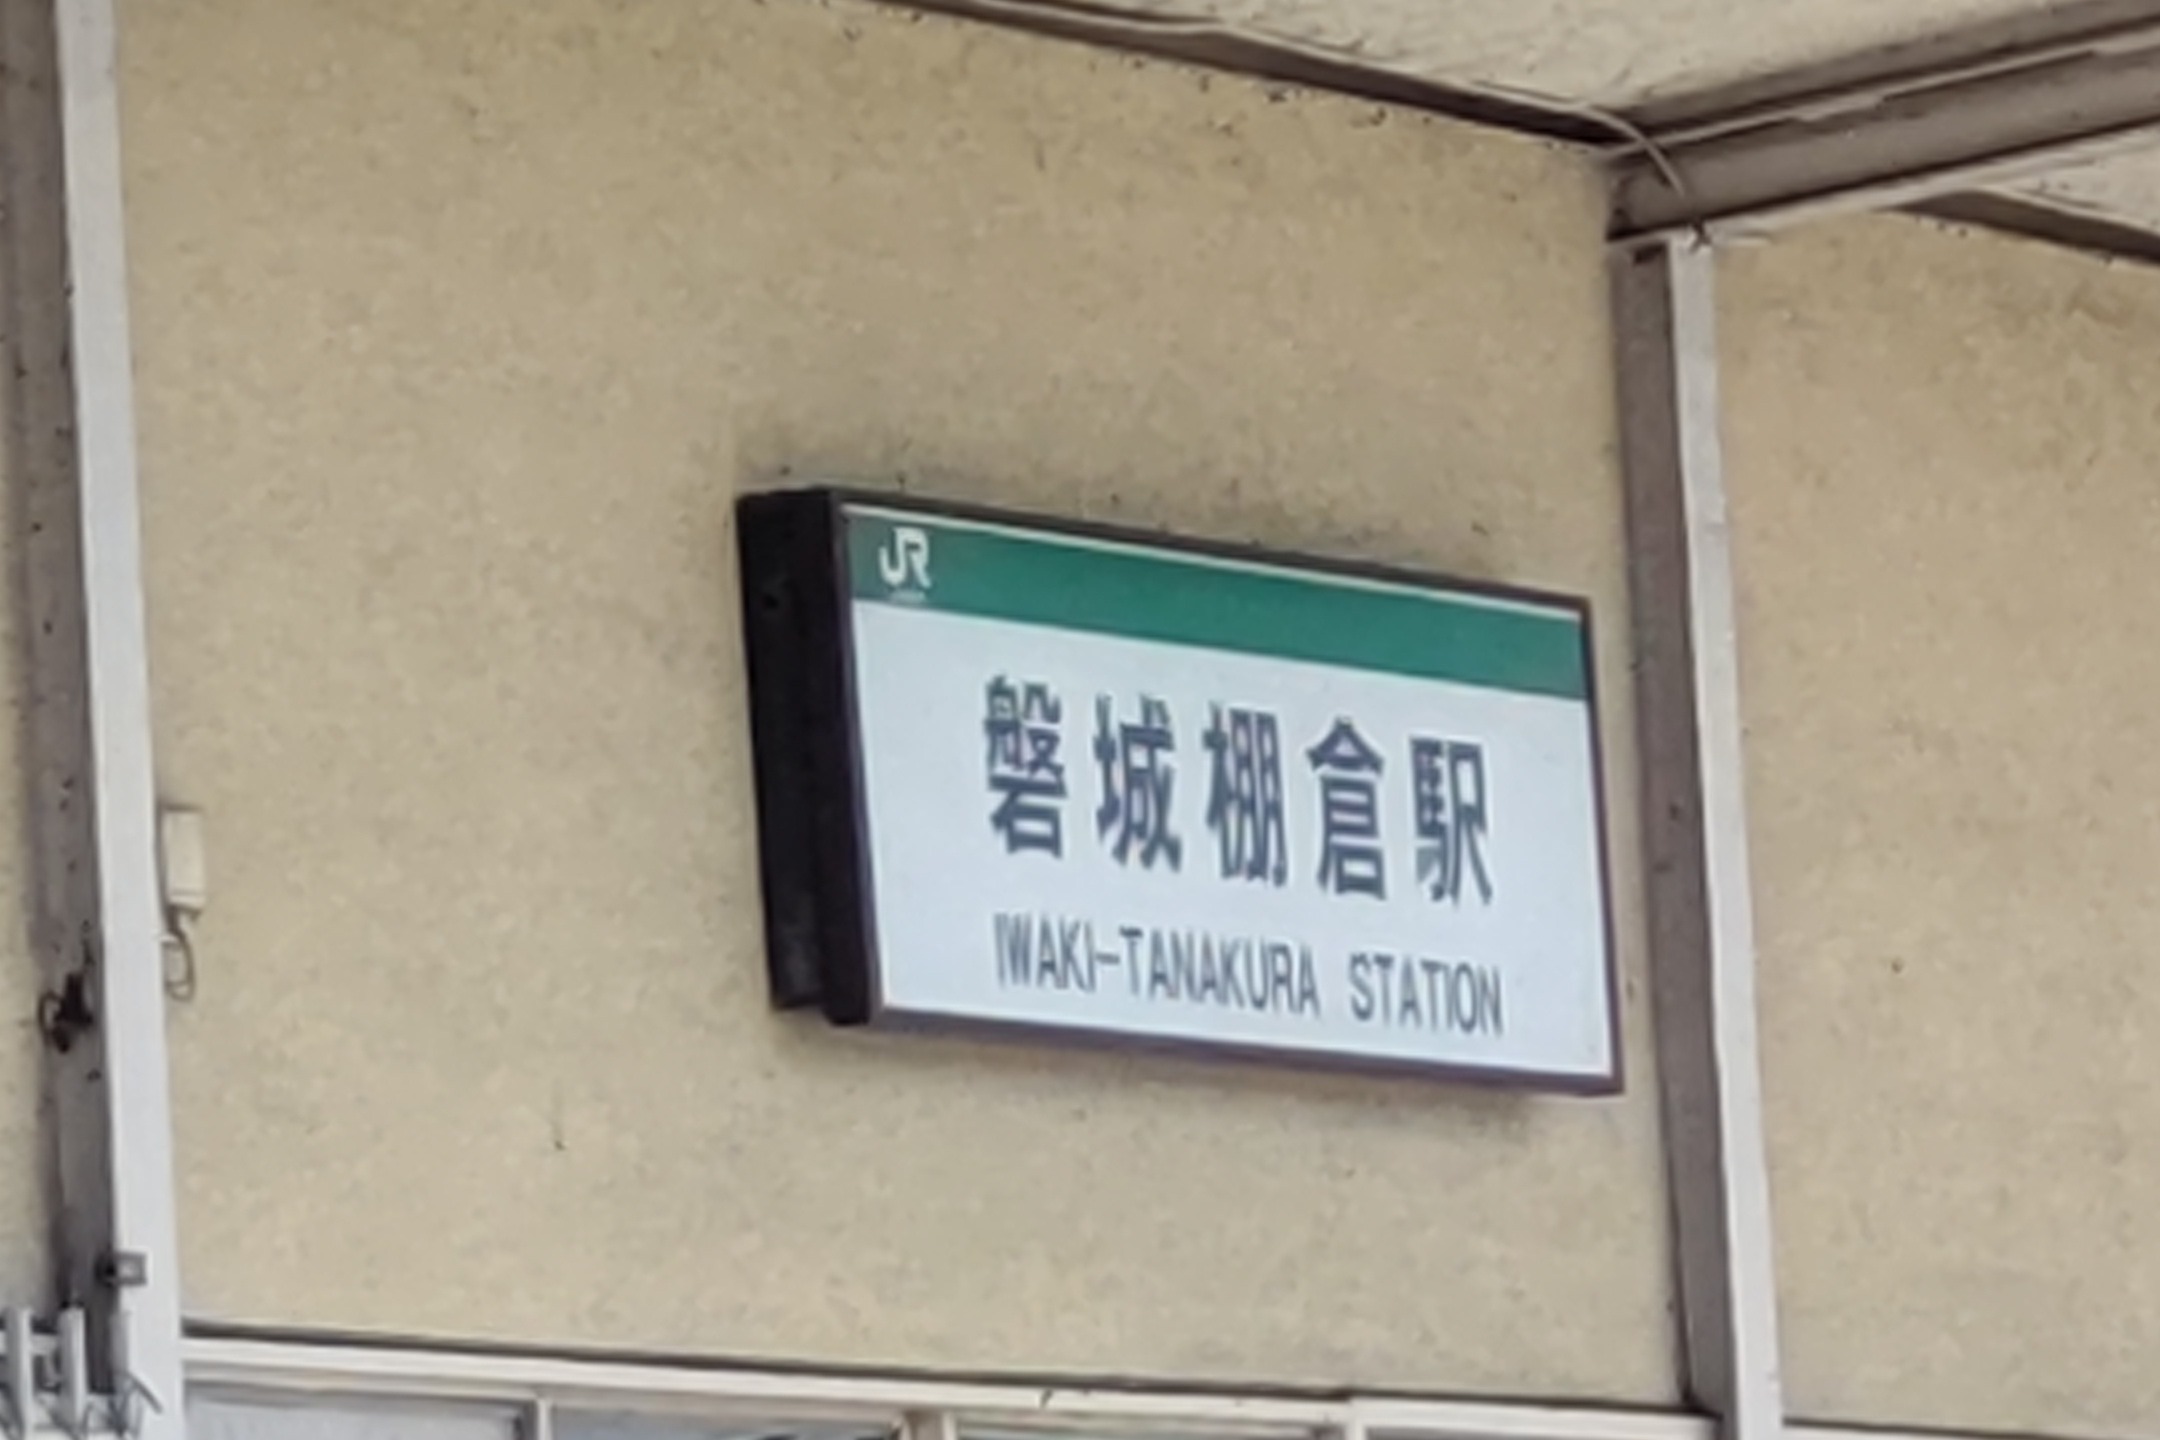 JR
磐城棚倉駅
IWAKI-TANAKURA STATION